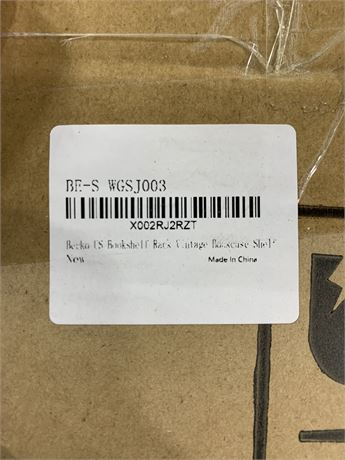 BE-S WGSJ003
X002RJ2RZT
Becko US Bookshelf Rack Vintage Bookcase Shelf
New Made In China